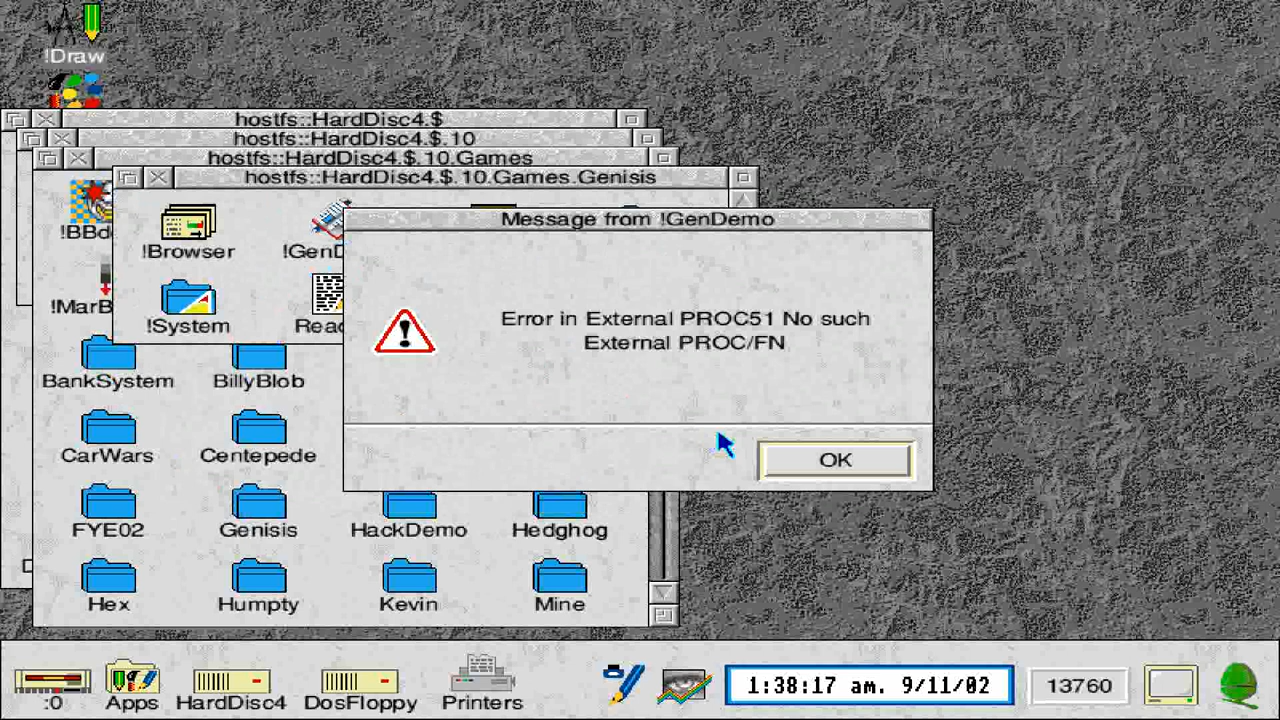 !Draw
hostfs::HardDisc4.$
hostfs::HardDisc4.$.10
hostfs::HardDisc4.$.10.Games
hostfs::HardDisc4.$.10.Games.Genisis
Message from !GenDemo
!Browser
!System
Error in External PROC51 No such
External PROC/FN
OK
BankSystem BillyBlob
CarWars Centepede
FYE02 Genisis HackDemo Hedghog
Hex Humpty Kevin Mine
:0 Apps HardDisc4 DosFloppy Printers 1:38:17 am. 9/11/02 13760